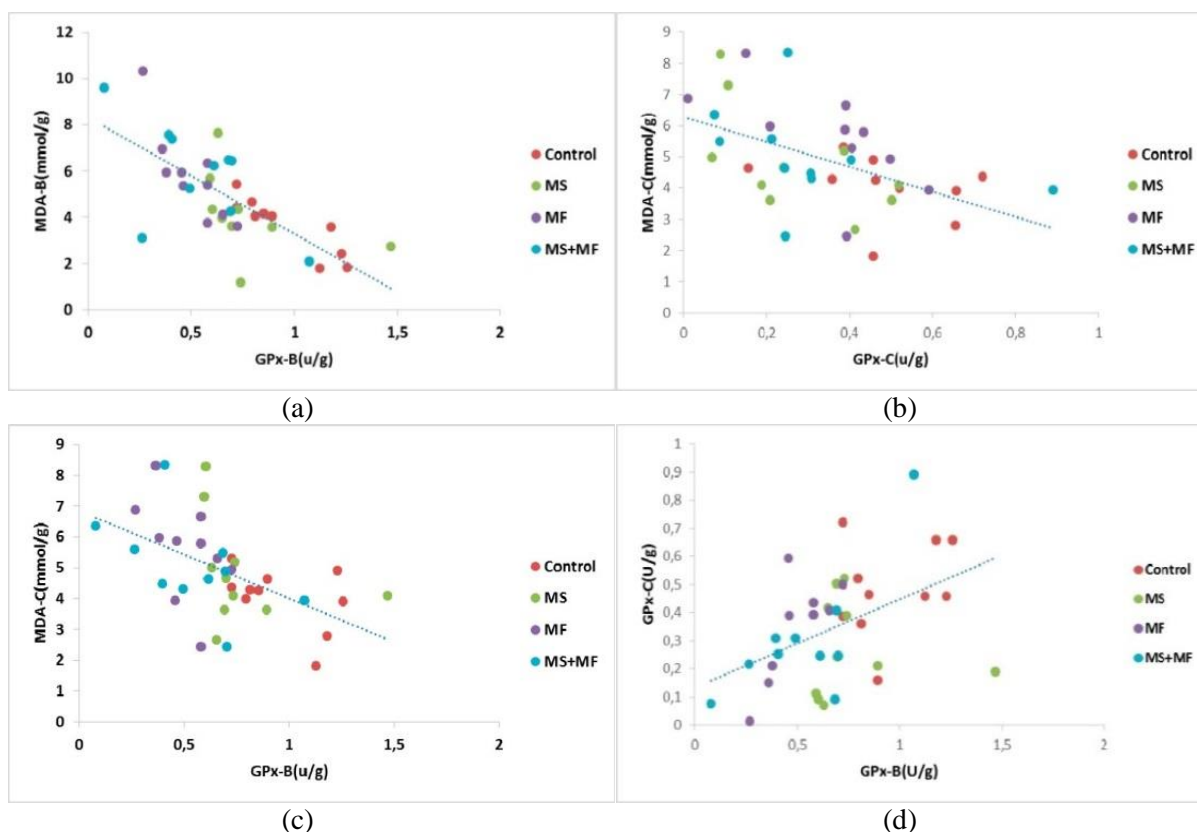 12
10
8
6
4
2
0
MDA-B(mmol/g)
0
0,5
1
1,5
2
GPx-B(u/g)
Control
MS
MF
MS+MF
(a)
9
8
7
6
5
4
3
2
1
0
MDA-C(mmol/g)
0
0,2
0,4
0,6
0,8
1
GPx-C(u/g)
Control
MS
MF
MS+MF
(b)
9
8
7
6
5
4
3
2
1
0
MDA-C(mmol/g)
0
0,5
1
1,5
2
GPx-B(u/g)
Control
MS
MF
MS+MF
(c)
1
0,9
0,8
0,7
0,6
0,5
0,4
0,3
0,2
0,1
0
GPx-C(U/g)
0
0,5
1
1,5
2
GPx-B(U/g)
Control
MS
MF
MS+MF
(d)